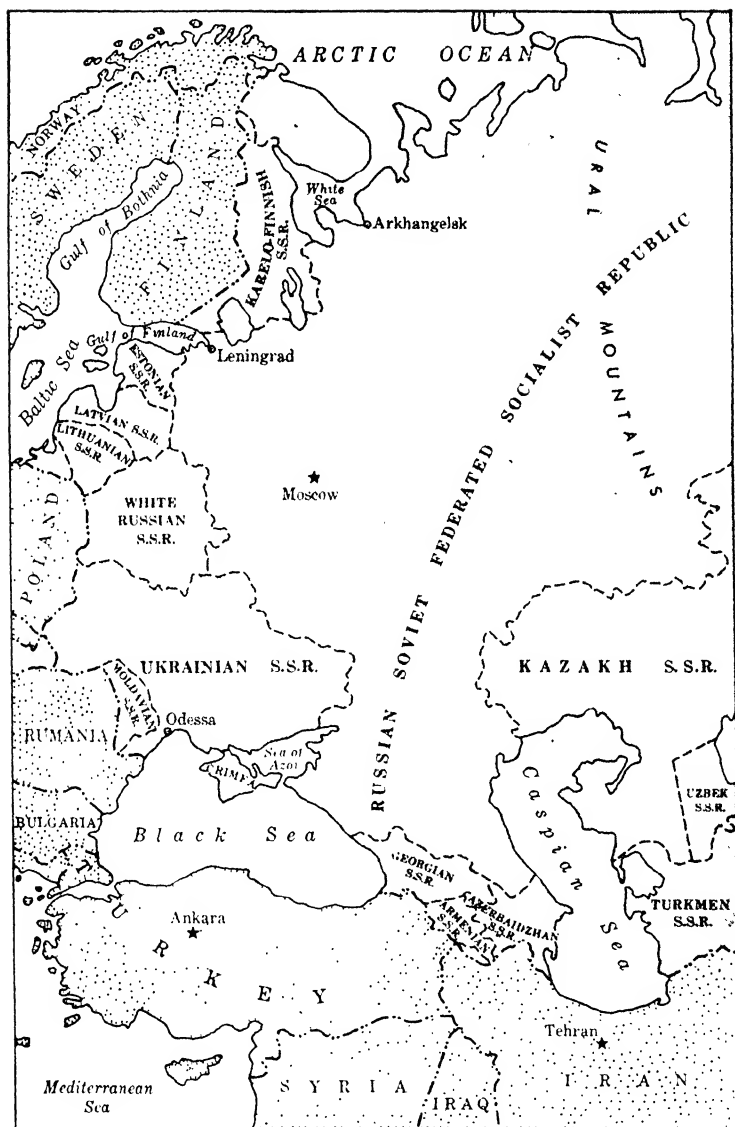 ARCTIC OCEAN
NORWAY
SWEDEN
FINLAND
Gulf of Bothnia
KARELO-FINNISH
S.S.R.
White
Sea
Arkhangelsk
URAL
MOUNTAINS
Baltic Sea
Gulf of Finland
Leningrad
ESTONIAN
S.S.R.
LATVIAN S.S.R.
LITHUANIAN
S.S.R.
Moscow
RUSSIAN SOVIET FEDERATED SOCIALIST REPUBLIC
WHITE
RUSSIAN
S.S.R.
POLAND
UKRAINIAN S.S.R.
KAZAKH S.S.R.
MOLDAVIAN
S.S.R.
Odessa
RUMANIA
Sea of
Azov
CRIMEA
Caspian Sea
UZBEK
S.S.R.
BULGARIA
Black Sea
GEORGIAN
S.S.R.
AZERBAIDZHAN
S.S.R.
ARMENIAN
S.S.R.
TURKMEN
S.S.R.
Ankara
TURKEY
Tehran
Mediterranean
Sea
SYRIA
IRAQ
IRAN